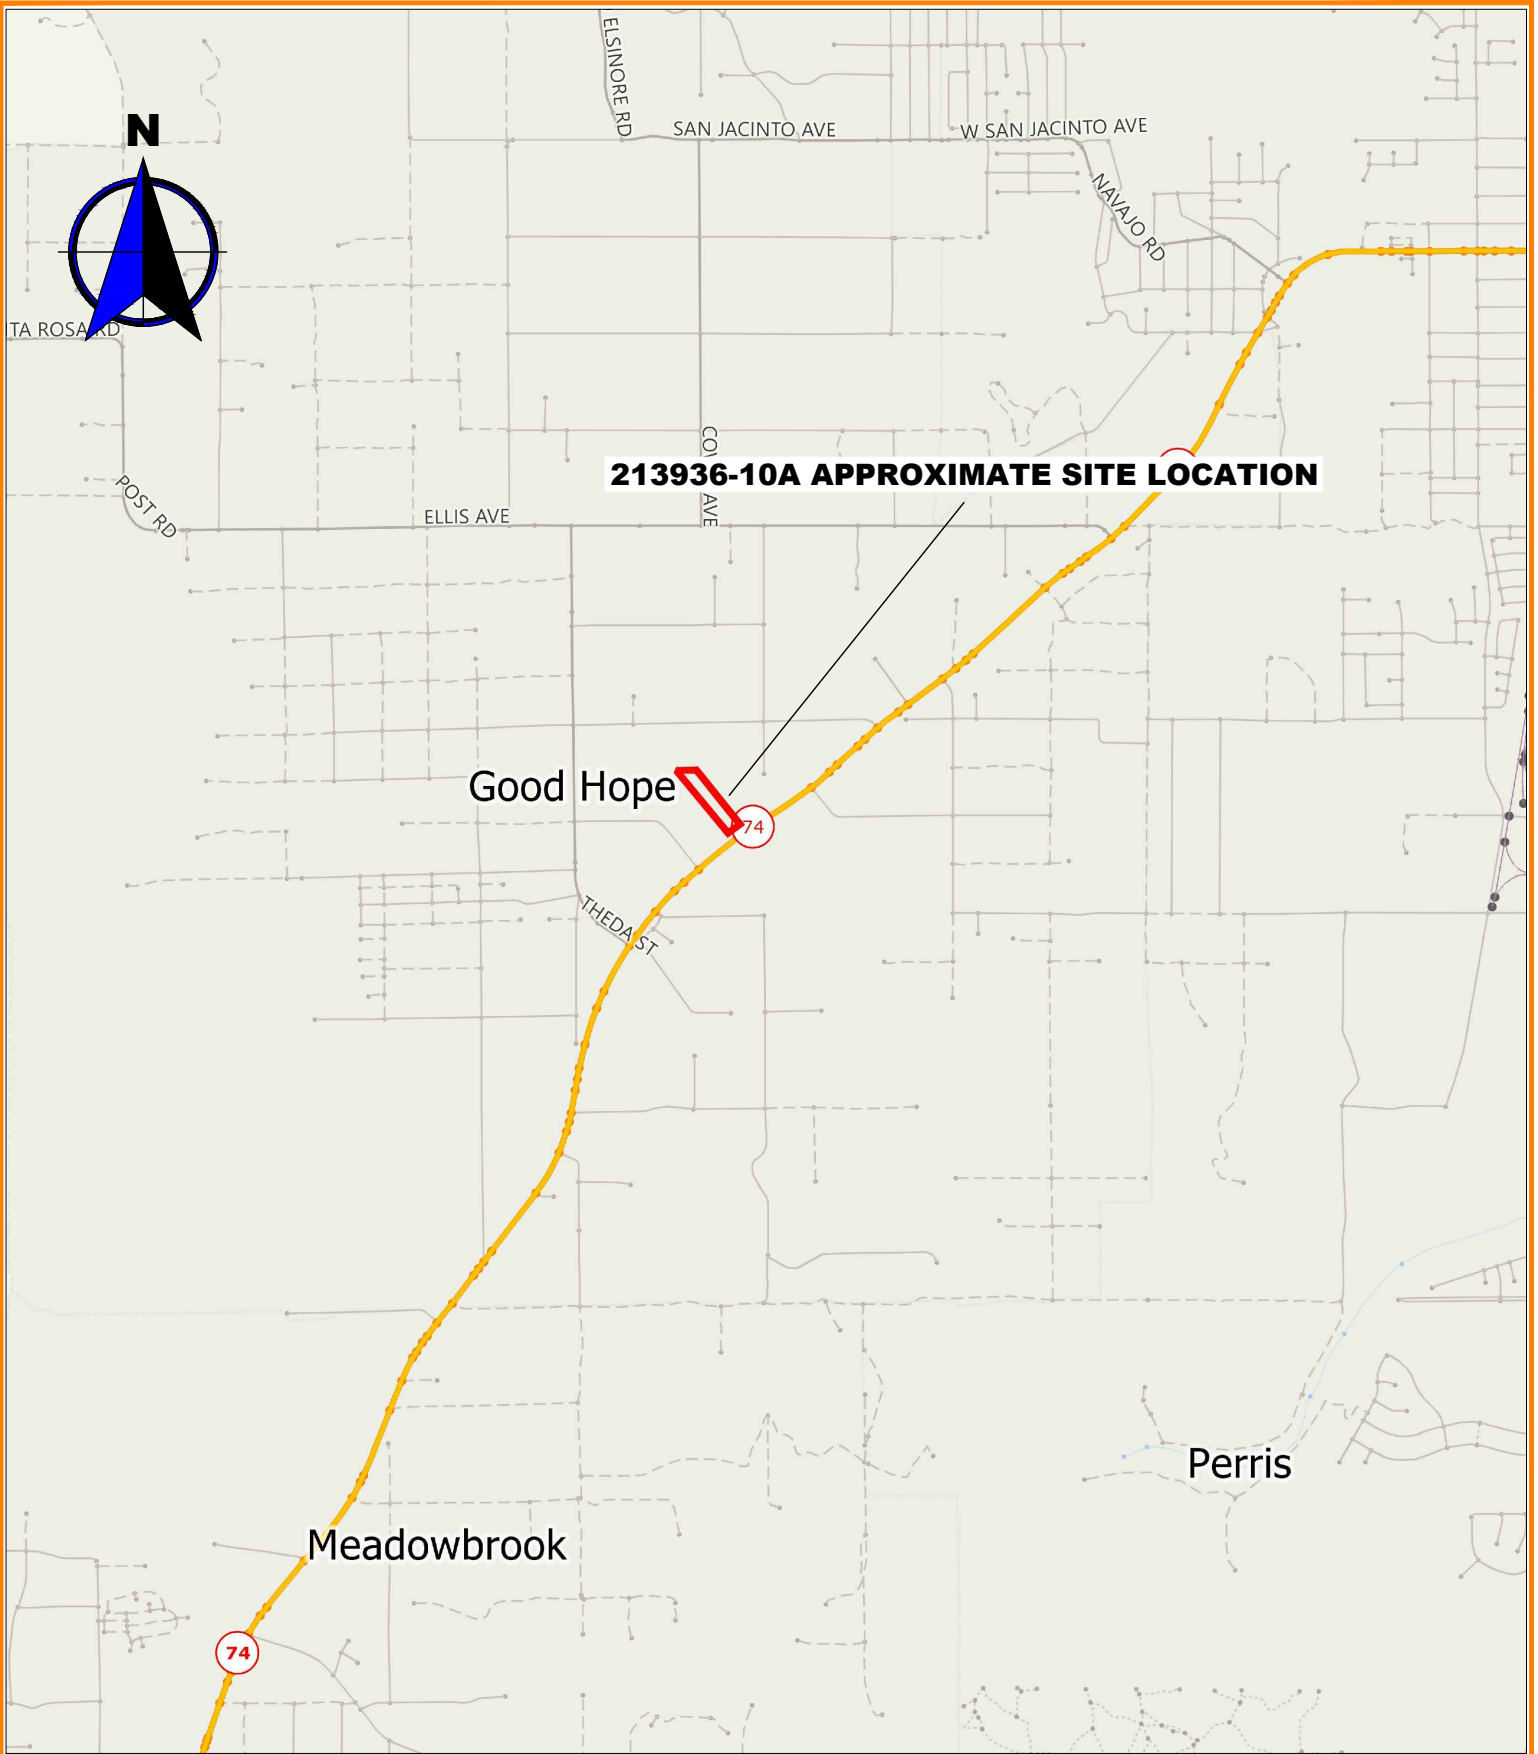 ELSINORE RD
SAN JACINTO AVE
W SAN JACINTO AVE
N
NAVAJO RD
TA ROSA RD
213936-10A APPROXIMATE SITE LOCATION
POST RD
ELLIS AVE
AVE
Good Hope
74
THEDA ST
Perris
Meadowbrook
74